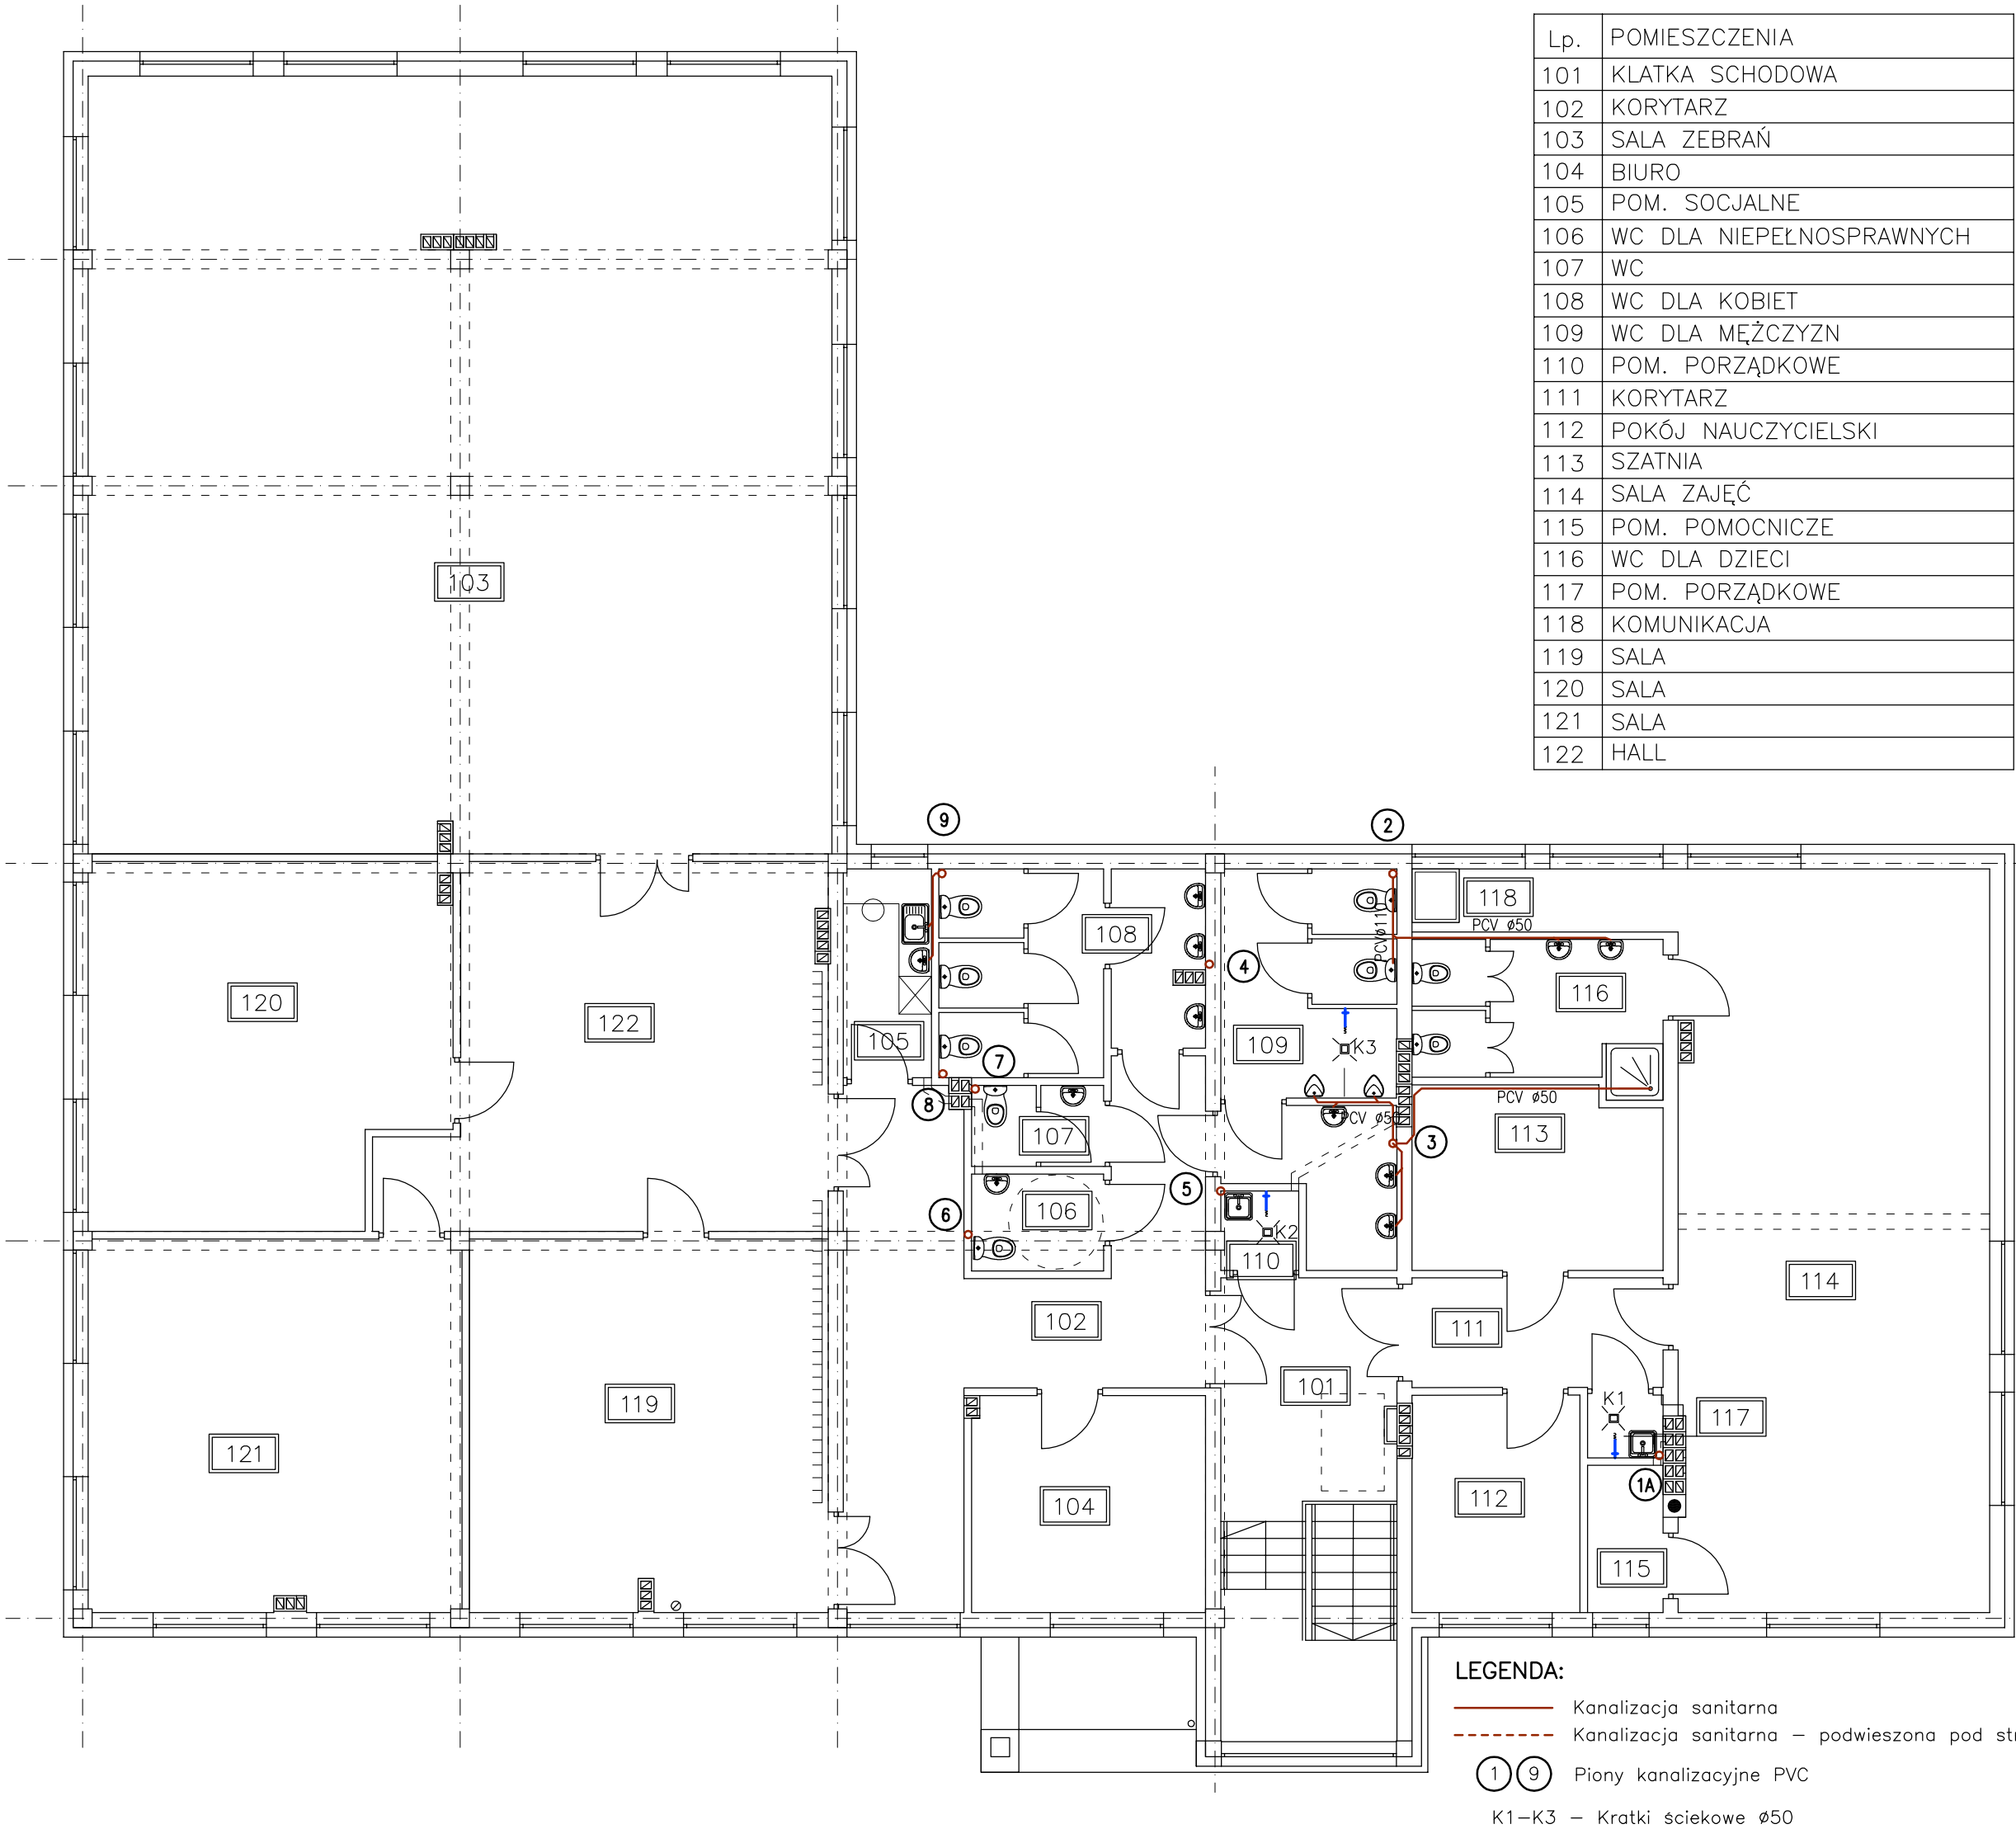 Lp. POMIESZCZENIA
101 KLATKA SCHODOWA
102 KORYTARZ
103 SALA ZEBRAŃ
104 BIURO
105 POM. SOCJALNE
106 WC DLA NIEPEŁNOSPRAWNYCH
107 WC
108 WC DLA KOBIET
109 WC DLA MĘŻCZYZN
110 POM. PORZĄDKOWE
111 KORYTARZ
112 POKÓJ NAUCZYCIELSKI
113 SZATNIA
114 SALA ZAJĘĆ
115 POM. POMOCNICZE
116 WC DLA DZIECI
117 POM. PORZĄDKOWE
118 KOMUNIKACJA
119 SALA
120 SALA
121 SALA
122 HALL
103
9
2
118
PCV ø50
PCVø110
108
4
116
120
122
105
109
K3
7
8
PCV ø50
PCV ø50
107
3
113
5
106
6
K2
110
114
102
111
101
119
K1
117
121
1A
104
112
115
LEGENDA:
Kanalizacja sanitarna
Kanalizacja sanitarna – podwieszona pod
1 9 Piony kanalizacyjne PVC
K1–K3 – Kratki ściekowe ø50